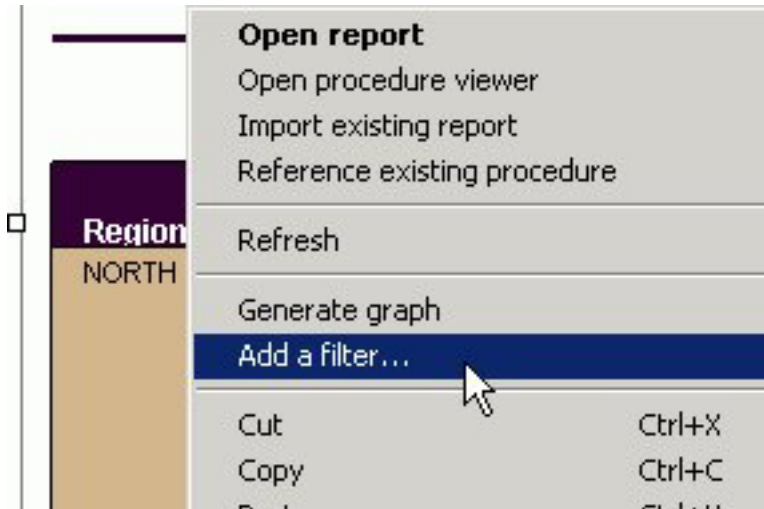 Open report
Open procedure viewer
Import existing report
Reference existing procedure
Region
Refresh
NORTH
Generate graph
Add a filter...
Cut Ctrl+X
Copy Ctrl+C